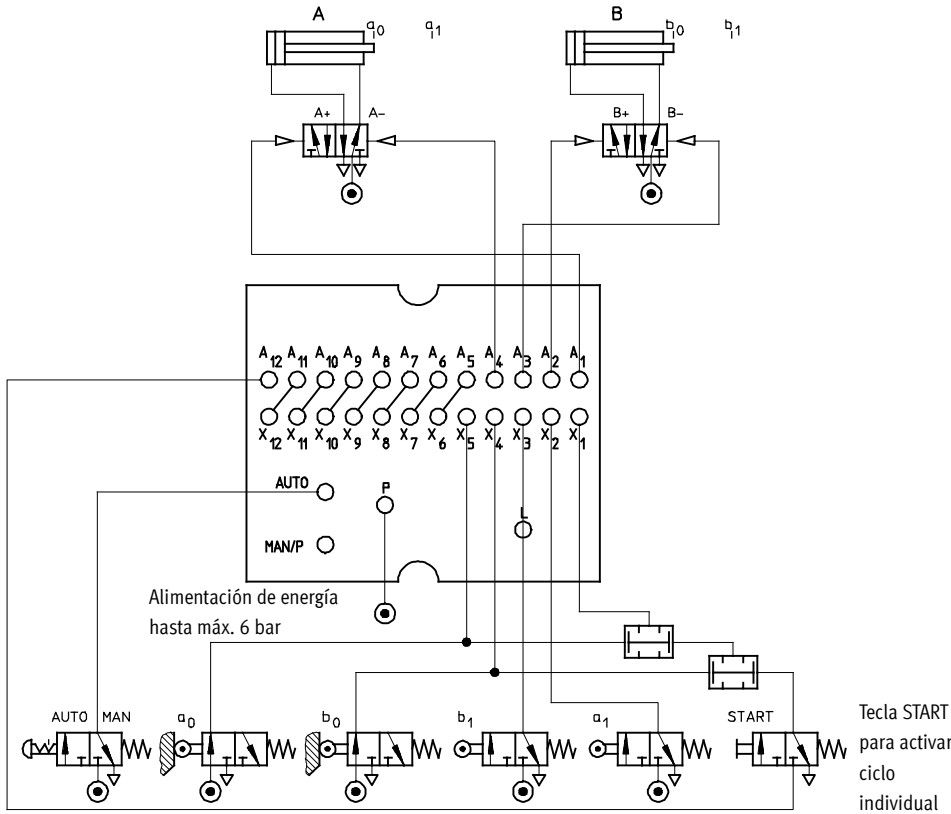 A
a0
a1
B
b0
b1
A+
A-
B+
B-
A12 A11 A10 A9 A8 A7 A6 A5 A4 A3 A2 A1
X12 X11 X10 X9 X8 X7 X6 X5 X4 X3 X2 X1
AUTO
P
L
MAN/P
Alimentación de energía
hasta máx. 6 bar
AUTO MAN
a0
b0
b1
a1
START
Tecla START
para activar
ciclo
individual